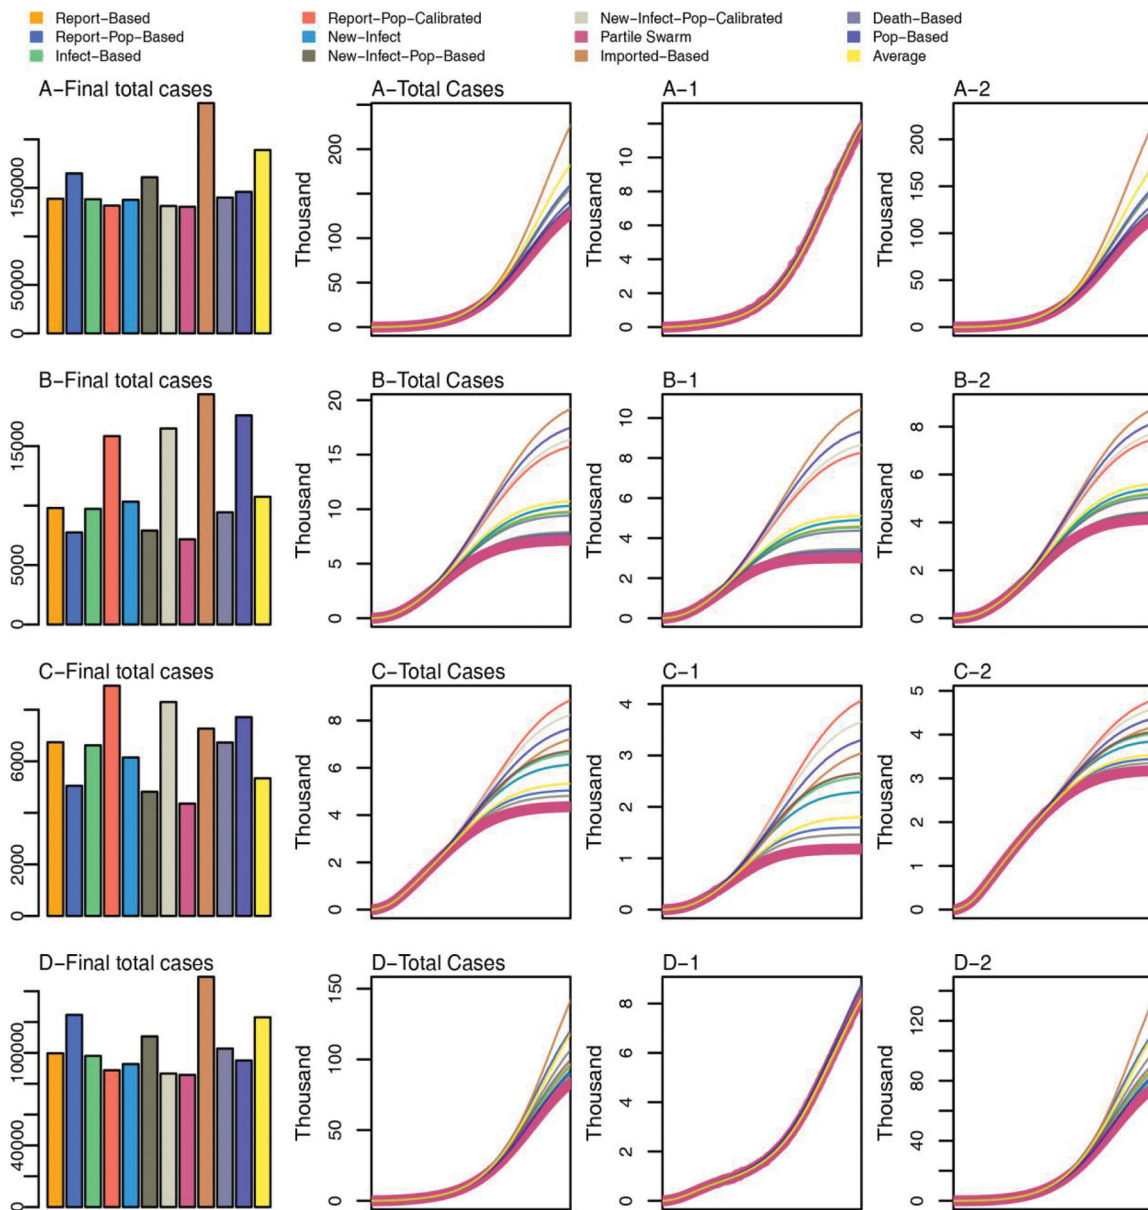 Report-Based
Report-Pop-Based
Infect-Based
Report-Pop-Calibrated
New-Infect
New-Infect-Pop-Based
New-Infect-Pop-Calibrated
Partile Swarm
Imported-Based
Death-Based
Pop-Based
Average
A-Final total cases
0 50000 150000
A-Total Cases
Thousand
0 50 100 200
A-1
Thousand
0 2 4 6 8 10
A-2
Thousand
0 50 100 150 200
B-Final total cases
0 5000 15000
B-Total Cases
Thousand
0 5 10 15 20
B-1
Thousand
0 2 4 6 8 10
B-2
Thousand
0 2 4 6 8
C-Final total cases
0 2000 6000
C-Total Cases
Thousand
0 2 4 6 8
C-1
Thousand
0 1 2 3 4
C-2
Thousand
0 1 2 3 4 5
D-Final total cases
0 40000 100000
D-Total Cases
Thousand
0 50 100 150
D-1
Thousand
0 2 4 6 8
D-2
Thousand
0 40 80 120